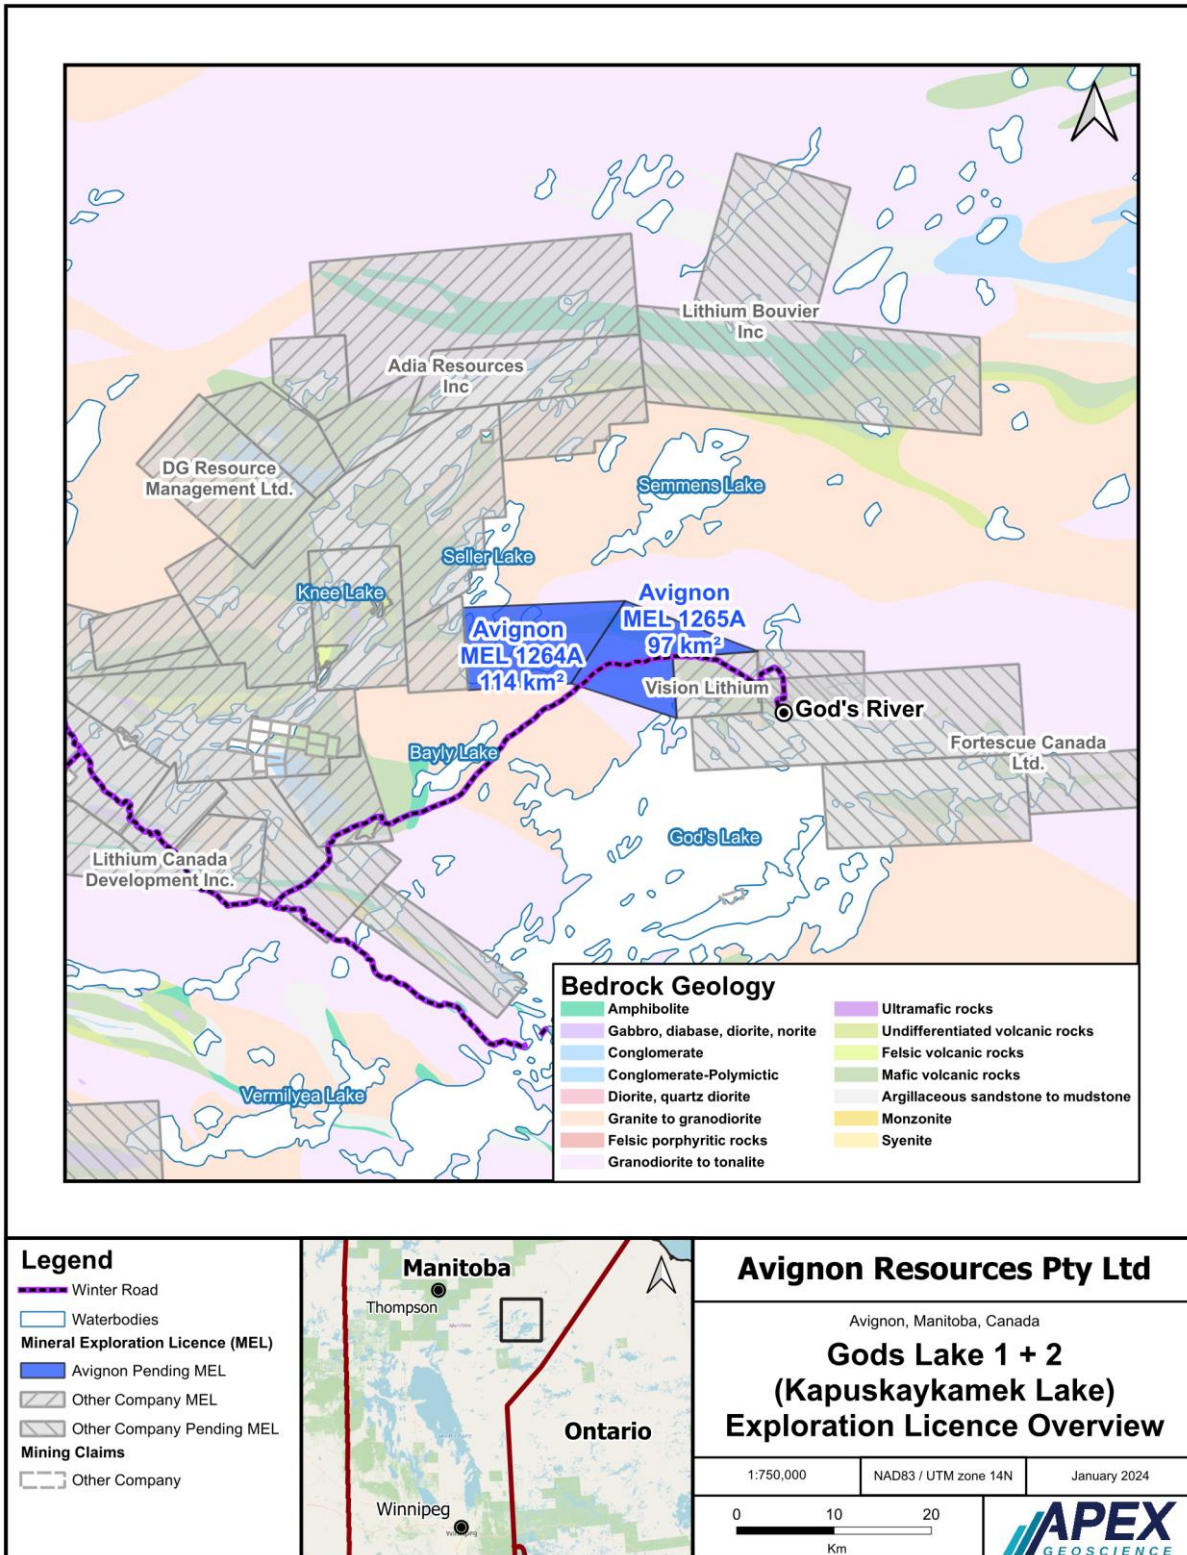 Lithium Bouvier
Inc
Adia Resources
Inc
DG Resource
Management Ltd.
Semmens Lake
Seller Lake
Knee Lake
Avignon
MEL 1265A
97 km²
Avignon
MEL 1264A
114 km²
Vision Lithium
God's River
Fortescue Canada
Ltd.
Bayly Lake
God's Lake
Lithium Canada
Development Inc.
Vermilyea Lake
Bedrock Geology
Amphibolite
Gabbro, diabase, diorite, norite
Conglomerate
Conglomerate-Polymictic
Diorite, quartz diorite
Granite to granodiorite
Felsic porphyritic rocks
Granodiorite to tonalite
Ultramafic rocks
Undifferentiated volcanic rocks
Felsic volcanic rocks
Mafic volcanic rocks
Argillaceous sandstone to mudstone
Monzonite
Syenite
Legend
Winter Road
Waterbodies
Mineral Exploration Licence (MEL)
Avignon Pending MEL
Other Company MEL
Other Company Pending MEL
Mining Claims
Other Company
Manitoba
Thompson
Ontario
Winnipeg
Avignon Resources Pty Ltd
Avignon, Manitoba, Canada
Gods Lake 1 + 2
(Kapuskaykamek Lake)
Exploration Licence Overview
1:750,000
NAD83 / UTM zone 14N
January 2024
0 10 20
Km
APEX
GEOSCIENCE